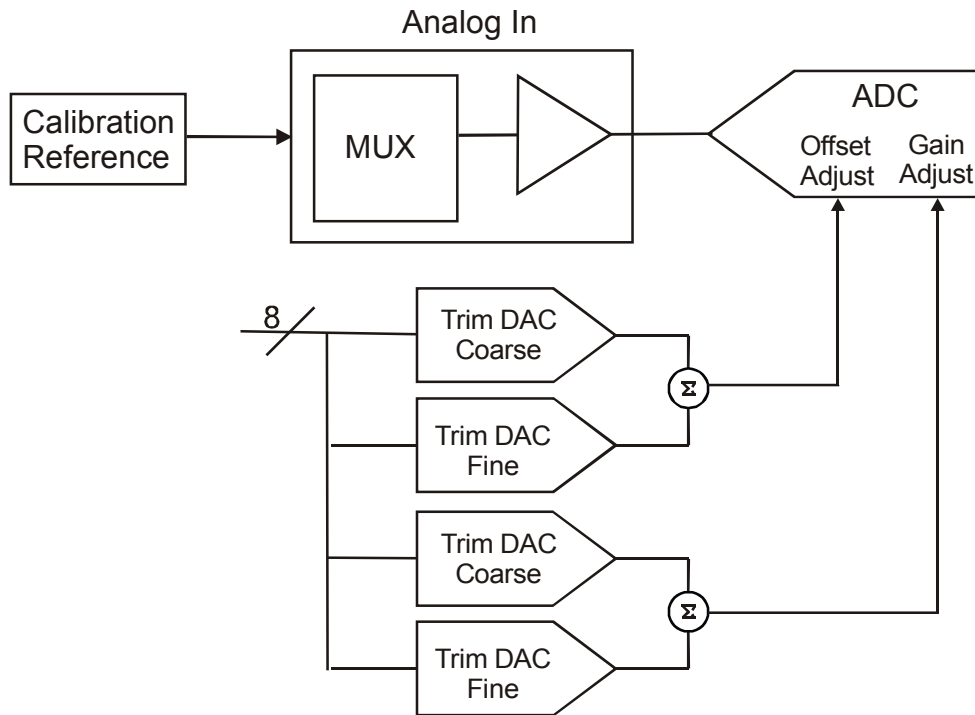 Analog In
Calibration
Reference
MUX
ADC
Offset
Adjust
Gain
Adjust
8
Trim DAC
Coarse
Σ
Trim DAC
Fine
Trim DAC
Coarse
Σ
Trim DAC
Fine